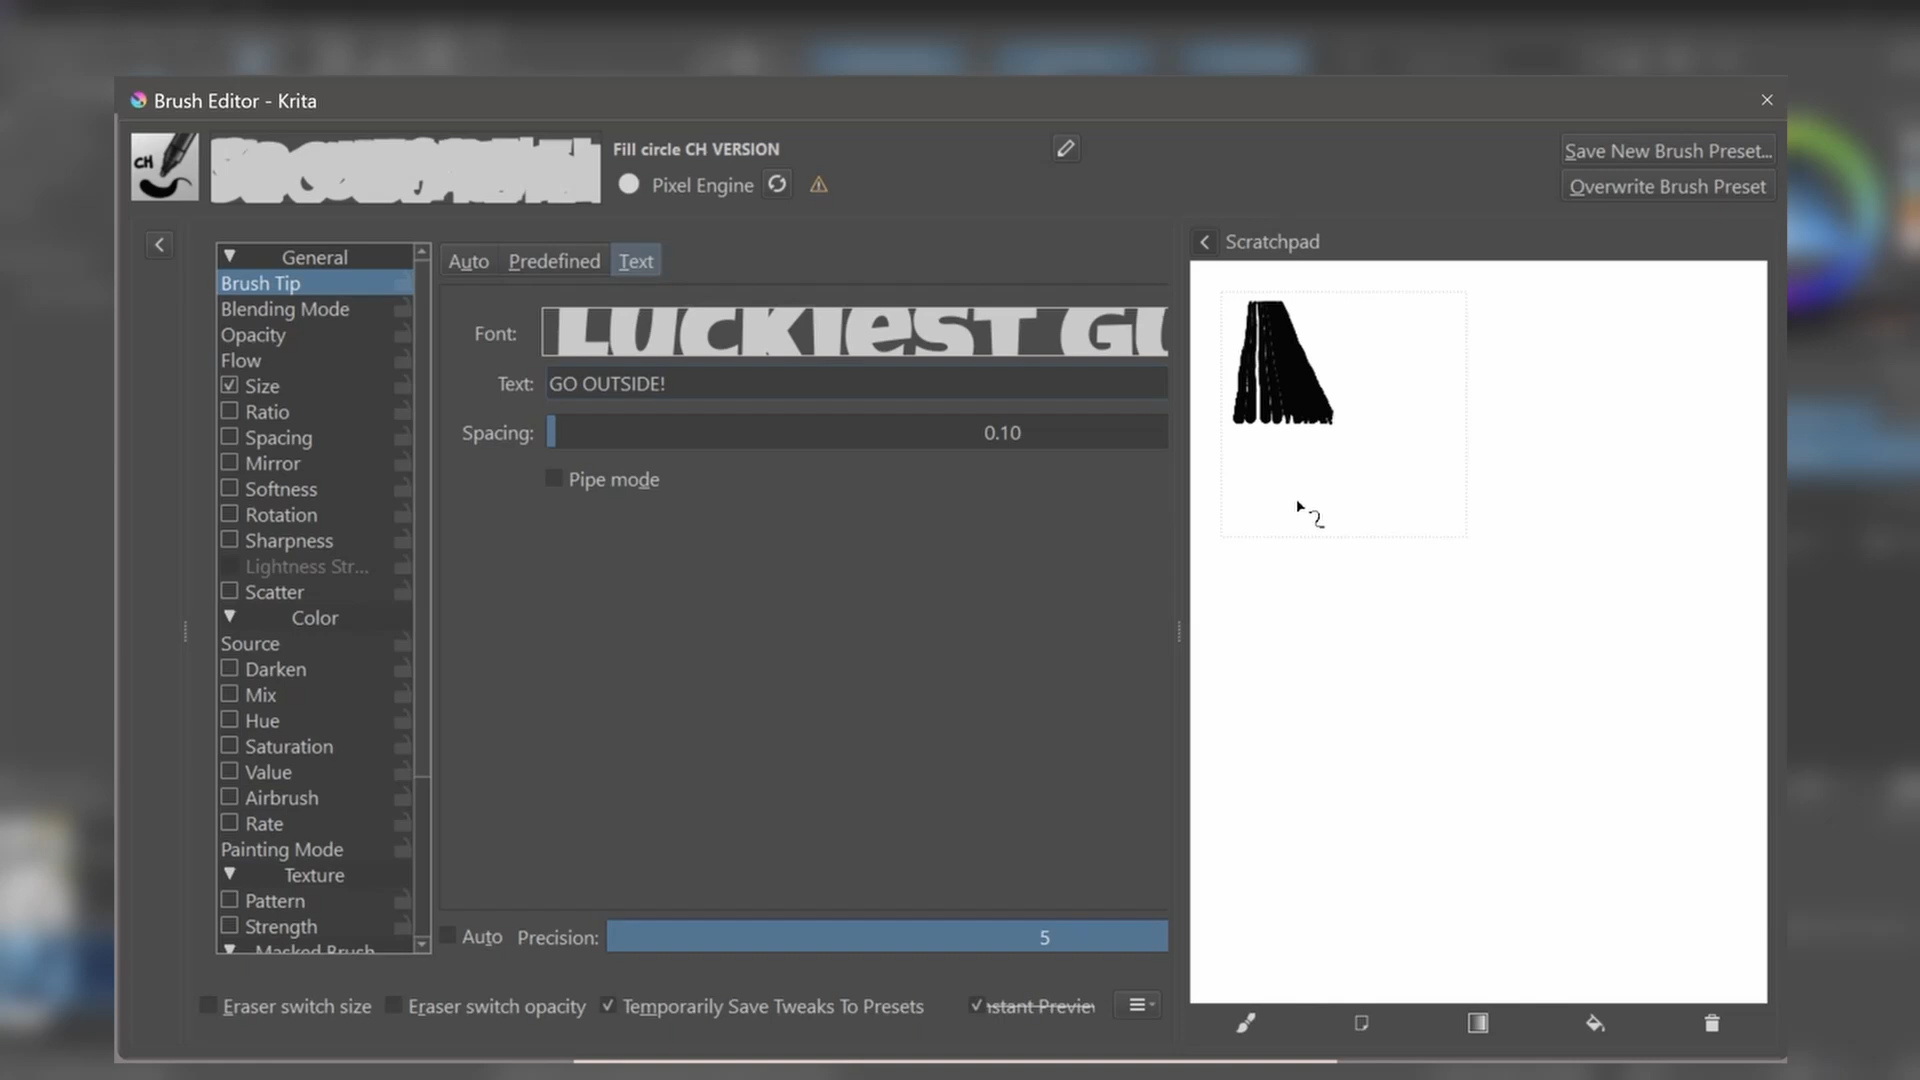 Brush Editor - Krita
CH
Fill circle CH VERSION
Pixel Engine
Save New Brush Preset...
Overwrite Brush Preset
General
Brush Tip
Blending Mode
Opacity
Flow
Size
Ratio
Spacing
Mirror
Softness
Rotation
Sharpness
Lightness Str...
Scatter
Color
Source
Darken
Mix
Hue
Saturation
Value
Airbrush
Rate
Painting Mode
Texture
Pattern
Strength
Masked Brush
Auto Predefined Text
Font: LUCKIEST GU
Text: GO OUTSIDE!
Spacing: 0.10
Pipe mode
Auto Precision: 5
Scratchpad
Eraser switch size Eraser switch opacity Temporarily Save Tweaks To Presets stant Preview